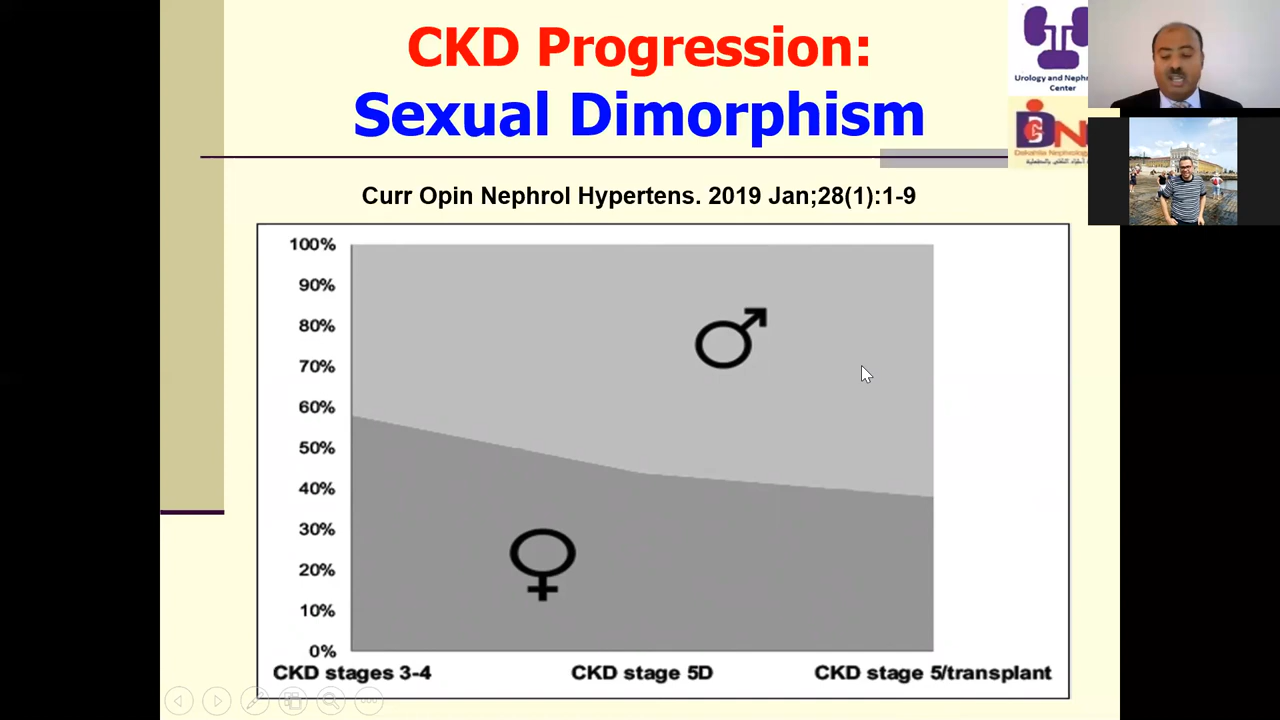 CKD Progression:
Sexual Dimorphism
Urology and Nephr
Center
Dakahlia Nephrology
Curr Opin Nephrol Hypertens. 2019 Jan;28(1):1-9
100%
90%
80%
70%
60%
50%
40%
30%
20%
10%
0%
CKD stages 3-4
CKD stage 5D
CKD stage 5/transplant